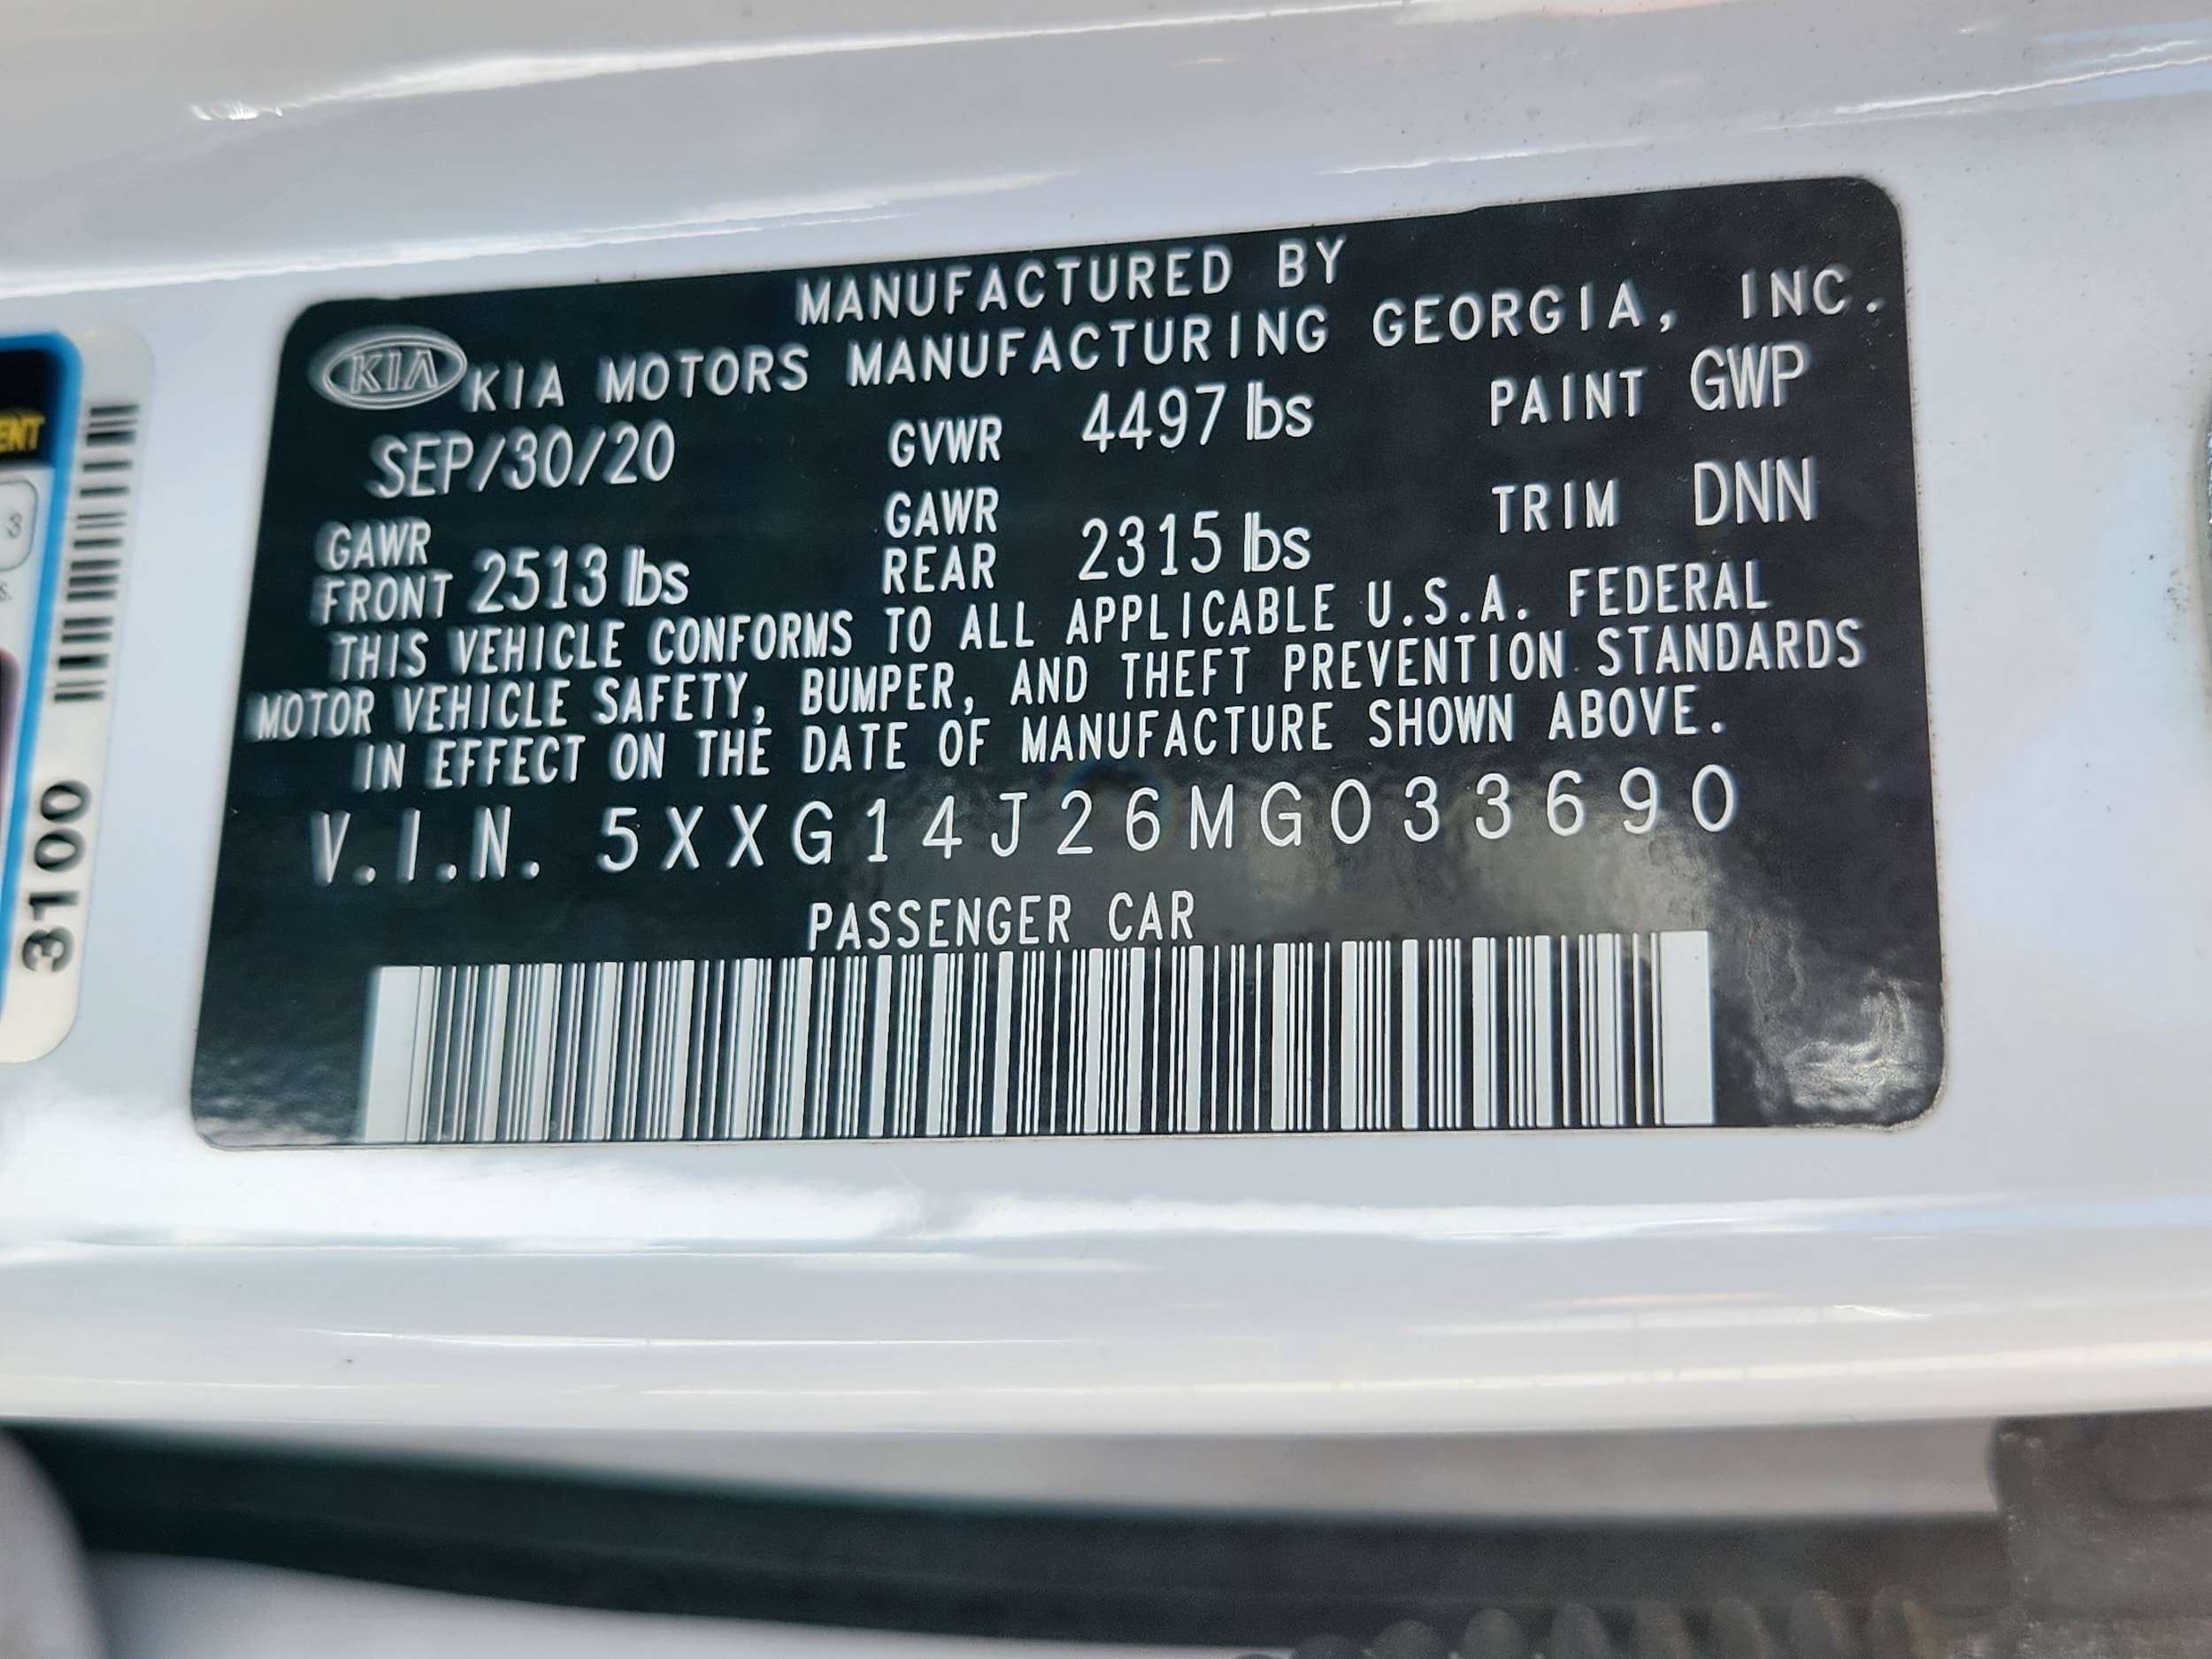 MANUFACTURED BY
KIA KIA MOTORS MANUFACTURING GEORGIA, INC.
SEP/30/20 GVWR 4497 lbs PAINT GWP
GAWR FRONT 2513 lbs GAWR REAR 2315 lbs TRIM DNN
THIS VEHICLE CONFORMS TO ALL APPLICABLE U.S.A. FEDERAL
MOTOR VEHICLE SAFETY, BUMPER, AND THEFT PREVENTION STANDARDS
IN EFFECT ON THE DATE OF MANUFACTURE SHOWN ABOVE.
V.I.N. 5XXG14J26MG033690
PASSENGER CAR
3100
3